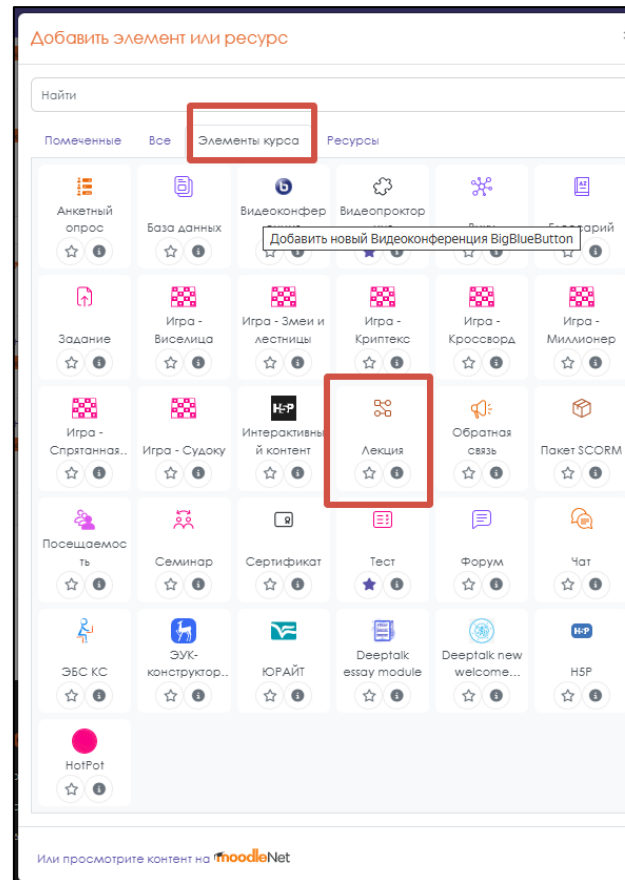 Добавить элемент или ресурс
Найти
Помеченные Все Элементы курса Ресурсы
Анкетный опрос
База данных
Видеоконфер
Видеопроктор
Добавить новый Видеоконференция BigBlueButton
Задание
Игра - Виселица
Игра - Змеи и лестницы
Игра - Криптекс
Игра - Кроссворд
Игра - Миллионер
Игра - Спрятанная..
Игра - Судоку
H5P
Интерактивны й контент
Лекция
Обратная связь
Пакет SCORM
Посещаемос ть
Семинар
Сертификат
Тест
Форум
Чат
ЭБС КС
ЭУК- конструктор..
ЮРАЙТ
Deeptalk essay module
Deeptalk new welcome...
H5P
H5P
HotPot
Или просмотрите контент на moodleNet